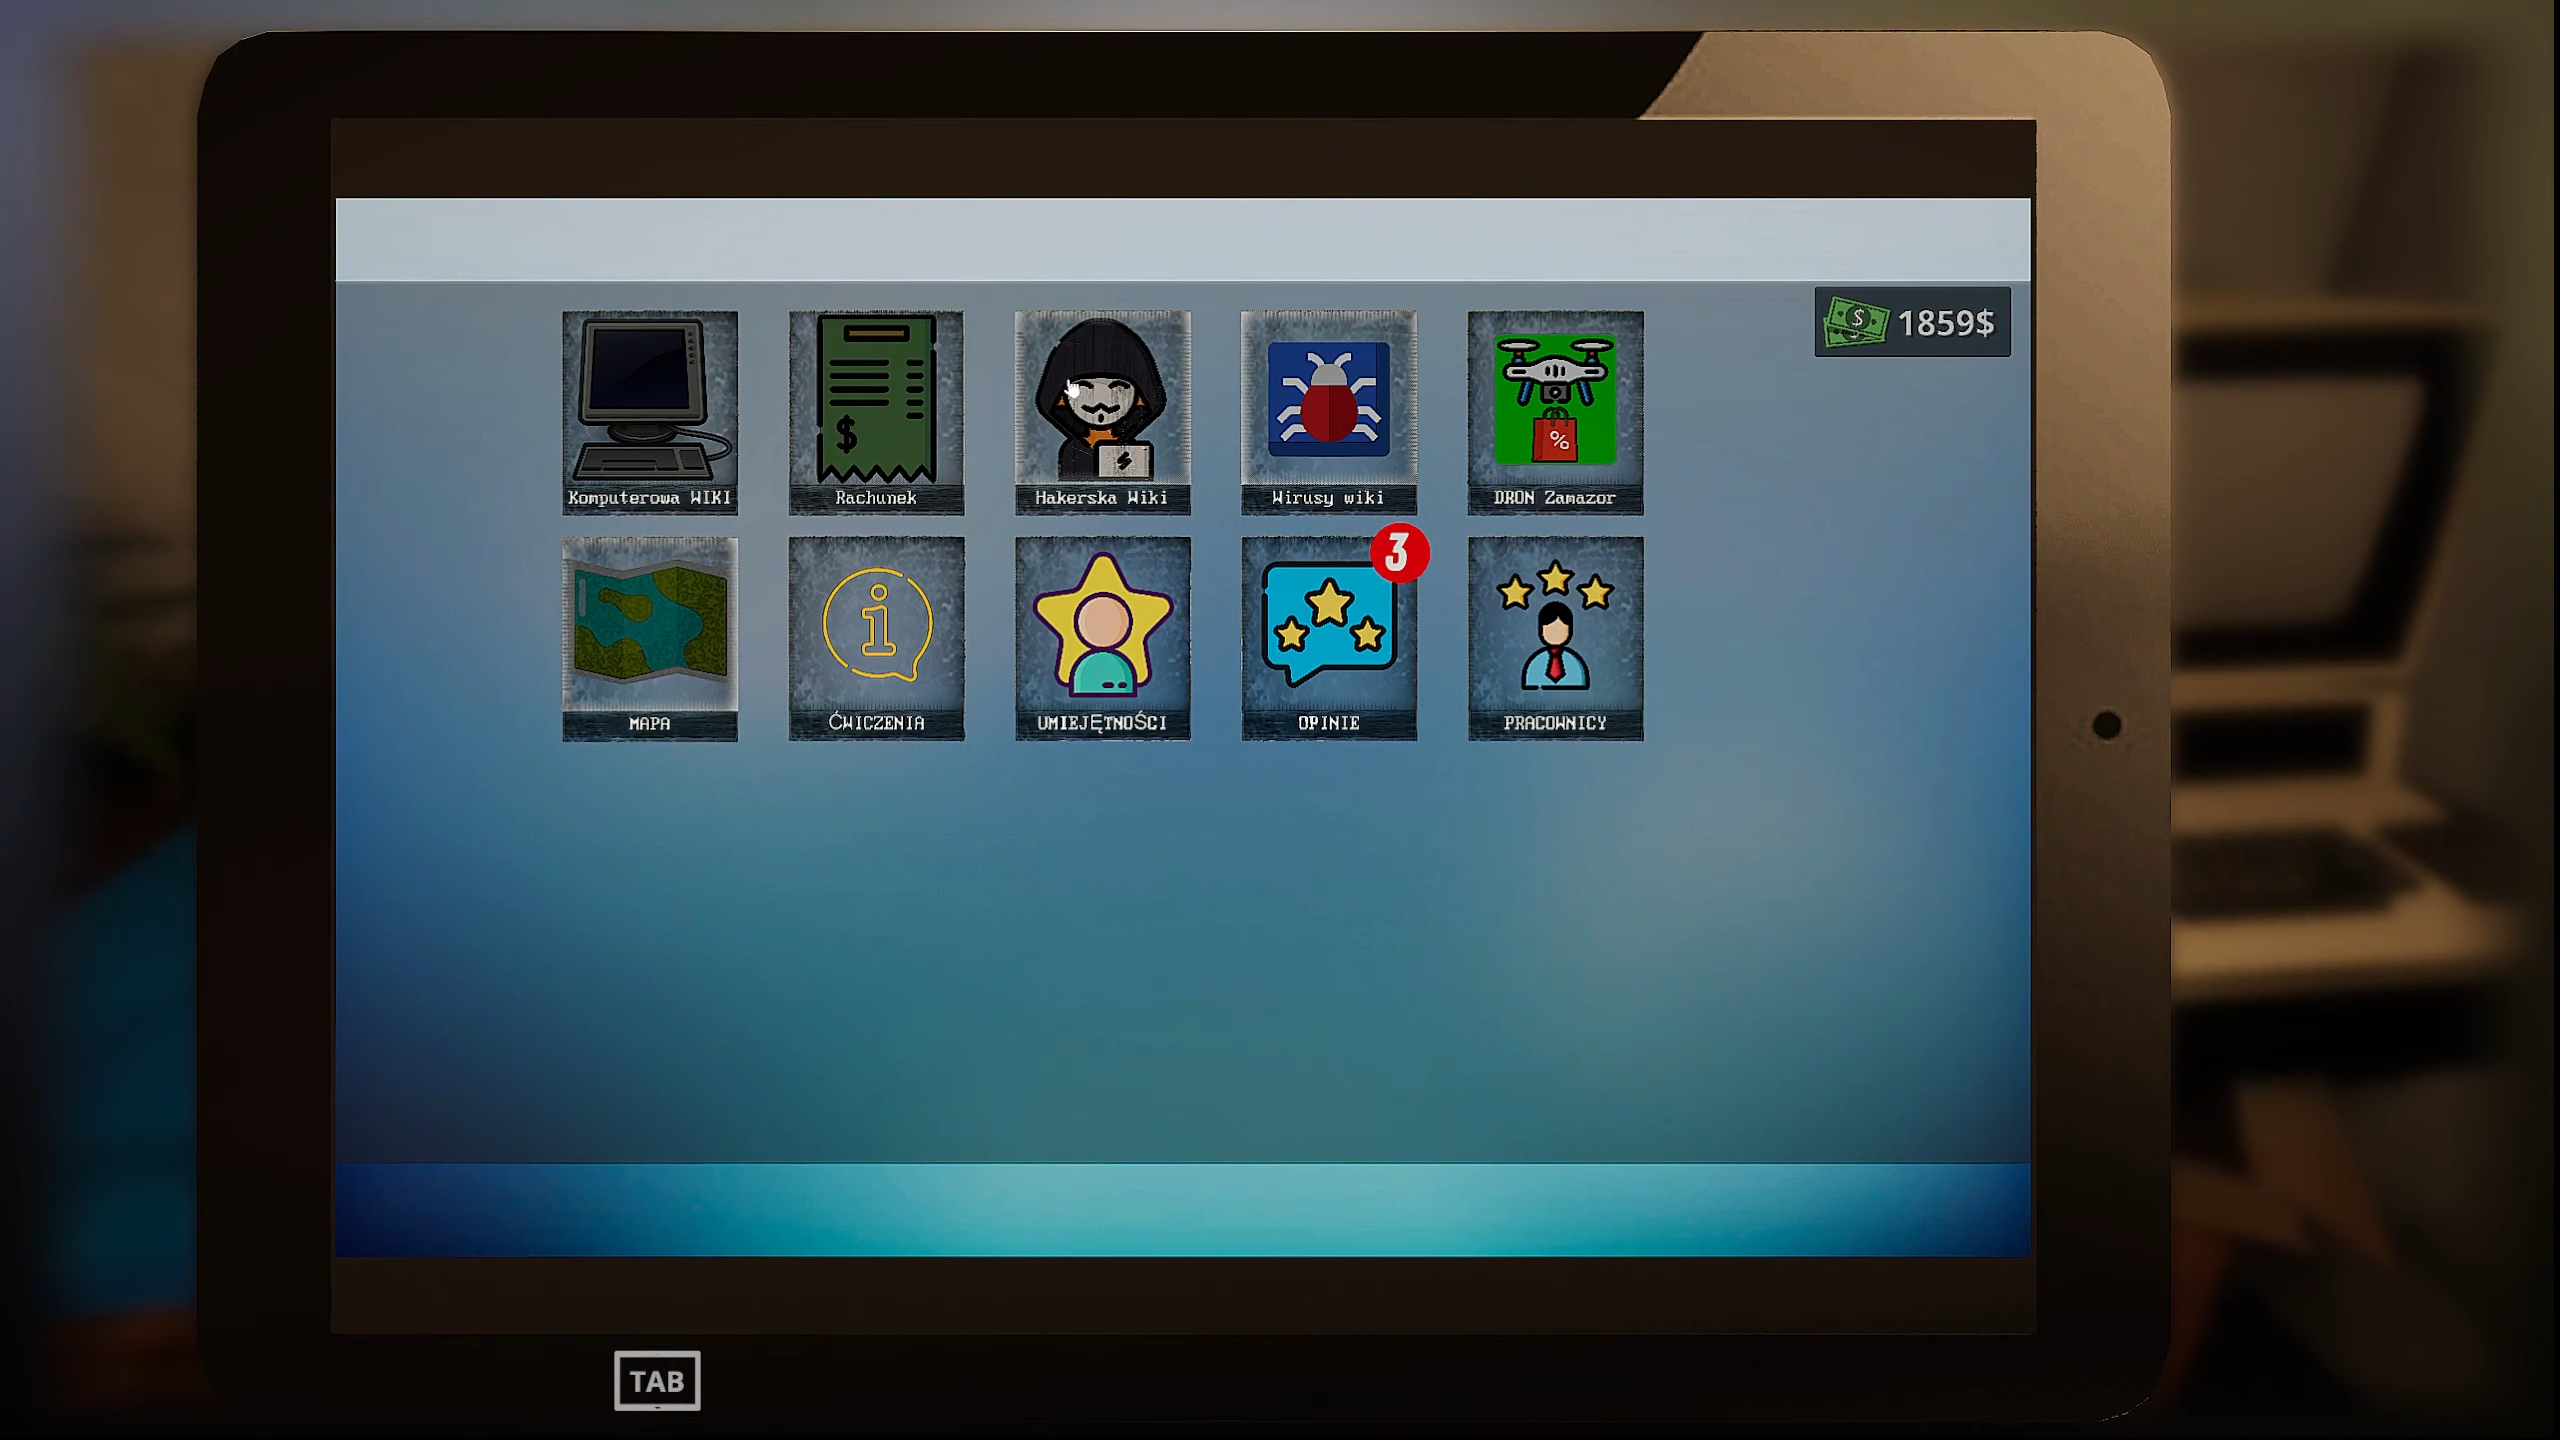 1859$
$
Komputerowa WIKI
Rachunek
Hakerska Wiki
Wirusy wiki
%
DRON Zamazor
3
MAPA
ĆWICZENIA
UMIEJĘTNOŚCI
OPINIE
PRACOWNICY
TAB